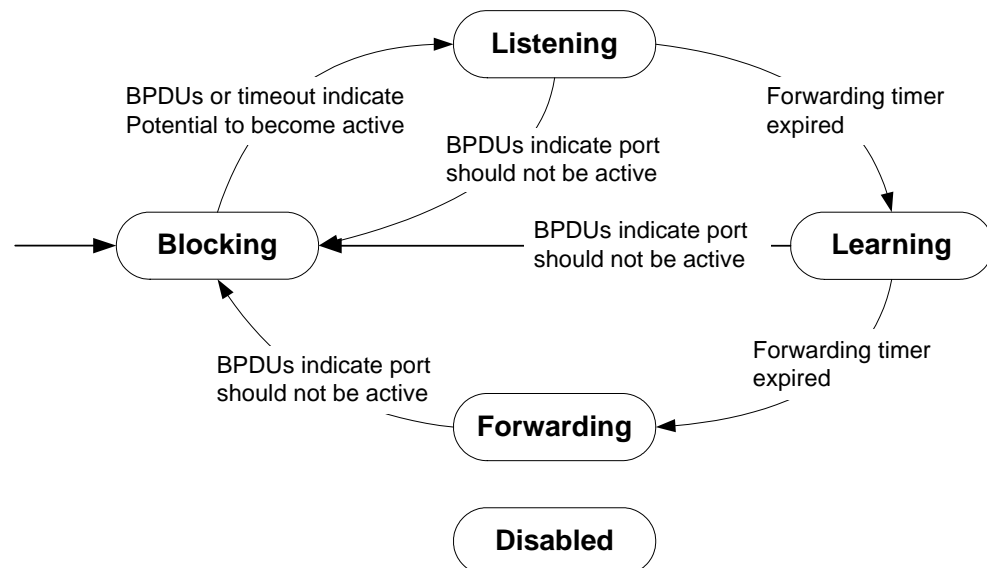 Listening
BPDUs or timeout indicate
Potential to become active
Forwarding timer
expired
BPDUs indicate port
should not be active
Blocking
BPDUs indicate port
should not be active
Learning
BPDUs indicate port
should not be active
Forwarding timer
expired
Forwarding
Disabled